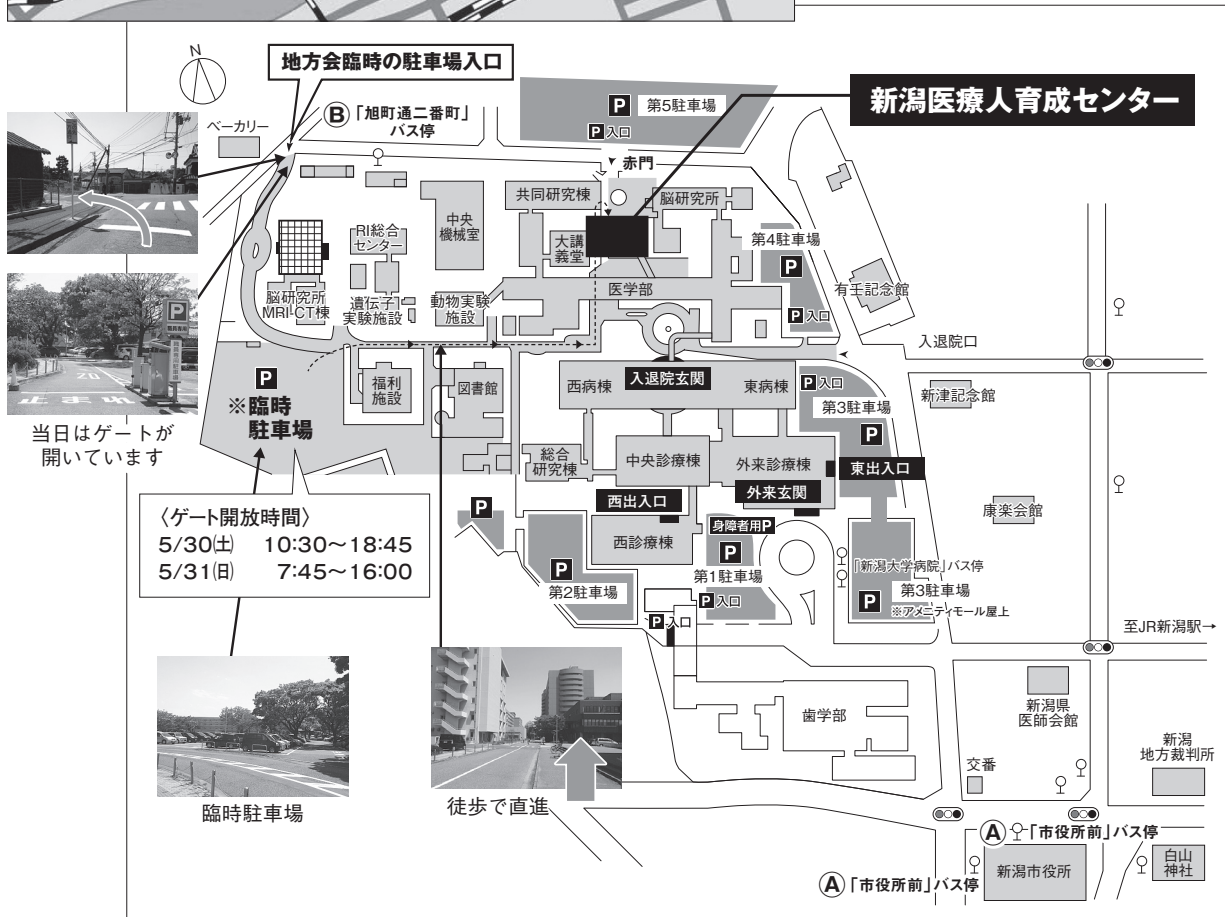 N
地方会臨時の駐車場入口
新潟医療人育成センター
ベーカリー
B 「旭町通二番町」
バス停
P 第5駐車場
P 入口
赤門
共同研究棟
脳研究所
中央
機械室
RI総合
センター
大講
義堂
第4駐車場
P
P 入口
有壬記念館
医学部
脳研究所
MRI-CT棟
遺伝子
実験施設
動物実験
施設
入退院口
P
職員専用
20
止まれ
当日はゲートが
開いています
P
※臨時
駐車場
福利
施設
図書館
西病棟
入退院玄関
東病棟
P 入口
第3駐車場
P
新津記念館
総合
研究棟
中央診療棟
外来診療棟
東出入口
西出入口
外来玄関
康楽会館
〈ゲート開放時間〉
5/30(土) 10:30〜18:45
5/31(日) 7:45〜16:00
P
P
第2駐車場
西診療棟
身障者用P
P
第1駐車場
P 入口
P 入口
「新潟大学病院」バス停
第3駐車場
P
※アメニティモール屋上
至JR新潟駅→
臨時駐車場
徒歩で直進
歯学部
新潟県
医師会館
交番
新潟
地方裁判所
A 「市役所前」バス停
A 「市役所前」バス停
新潟市役所
白山
神社